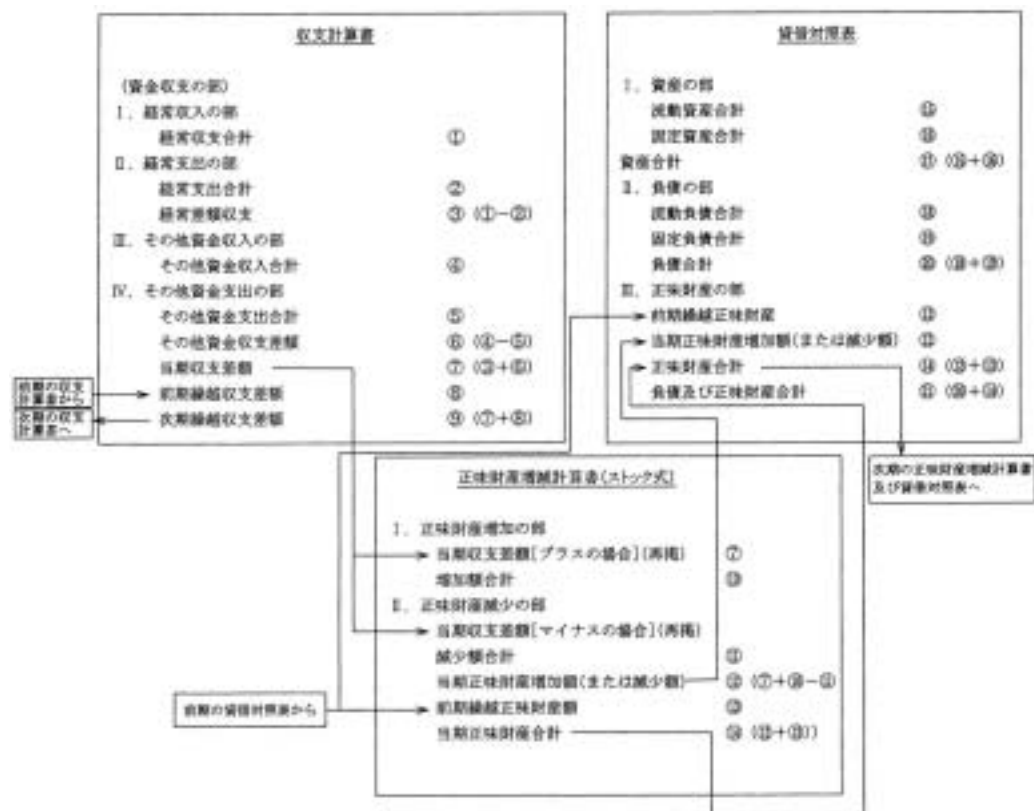 収支計算書
(資金収支の部)
Ⅰ. 経常収入の部
経常収支合計 ①
Ⅱ. 経常支出の部
経常支出合計 ②
経常差額収支 ③ (①-②)
Ⅲ. その他資金収入の部
その他資金収入合計 ④
Ⅳ. その他資金支出の部
その他資金支出合計 ⑤
その他資金収支差額 ⑥ (④-⑤)
当期収支差額 ⑦ (③+⑥)
前期繰越収支差額 ⑧
次期繰越収支差額 ⑨ (⑦+⑧)
前期の収支
計算書から
次期の収支
計算書へ
貸借対照表
Ⅰ. 資産の部
流動資産合計
固定資産合計
資産合計
Ⅱ. 負債の部
流動負債合計
固定負債合計
負債合計
Ⅲ. 正味財産の部
前期繰越正味財産
当期正味財産増加額(または減少額)
正味財産合計
負債及び正味財産合計
次期の正味財産増減計算書
及び貸借対照表へ
正味財産増減計算書(ストック式)
Ⅰ. 正味財産増加の部
当期収支差額[プラスの場合](再掲) ⑦
増加額合計
Ⅱ. 正味財産減少の部
当期収支差額[マイナスの場合](再掲)
減少額合計
当期正味財産増加額(または減少額)
前期繰越正味財産額
当期正味財産合計
前期の貸借対照表から